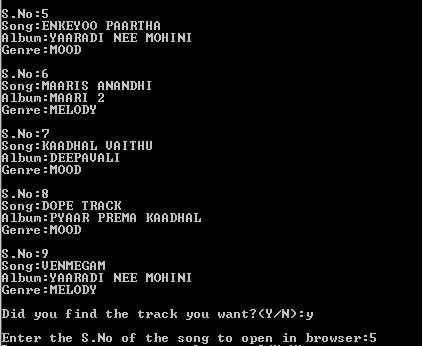 S.No:5
Song:ENKEYOO PAARTHA
Album:YAARADI NEE MOHINI
Genre:MOOD
S.No:6
Song:MAARIS ANANDHI
Album:MAARI 2
Genre:MELODY
S.No:7
Song:KAADHAL VAITHU
Album:DEEPAVALI
Genre:MOOD
S.No:8
Song:DOPE TRACK
Album:PYAAR PREMA KAADHAL
Genre:MOOD
S.No:9
Song:VENMEGAM
Album:YAARADI NEE MOHINI
Genre:MELODY
Did you find the track you want?(Y/N):y
Enter the S.No of the song to open in browser:5